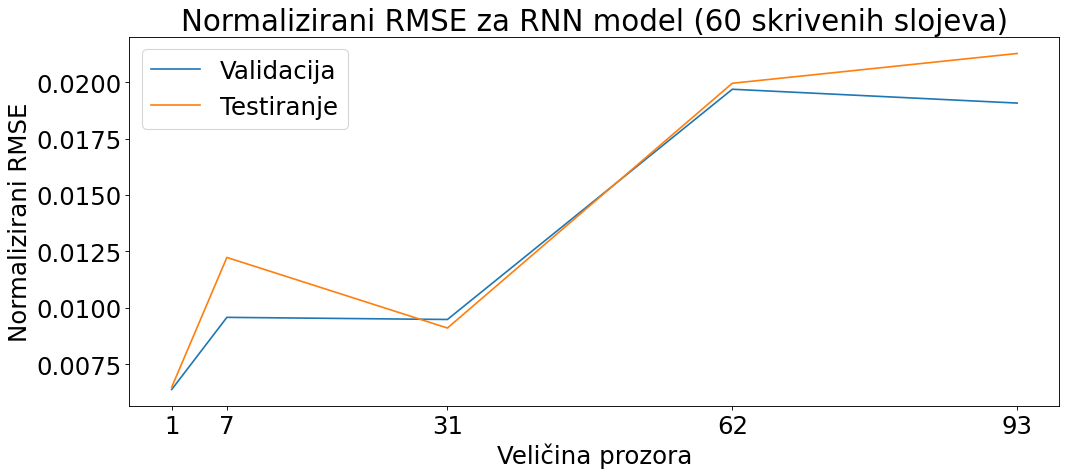 Normalizirani RMSE za RNN model (60 skrivenih slojeva)
Validacija
Testiranje
Normalizirani RMSE
0.0200
0.0175
0.0150
0.0125
0.0100
0.0075
1 7 31 62 93
Veličina prozora